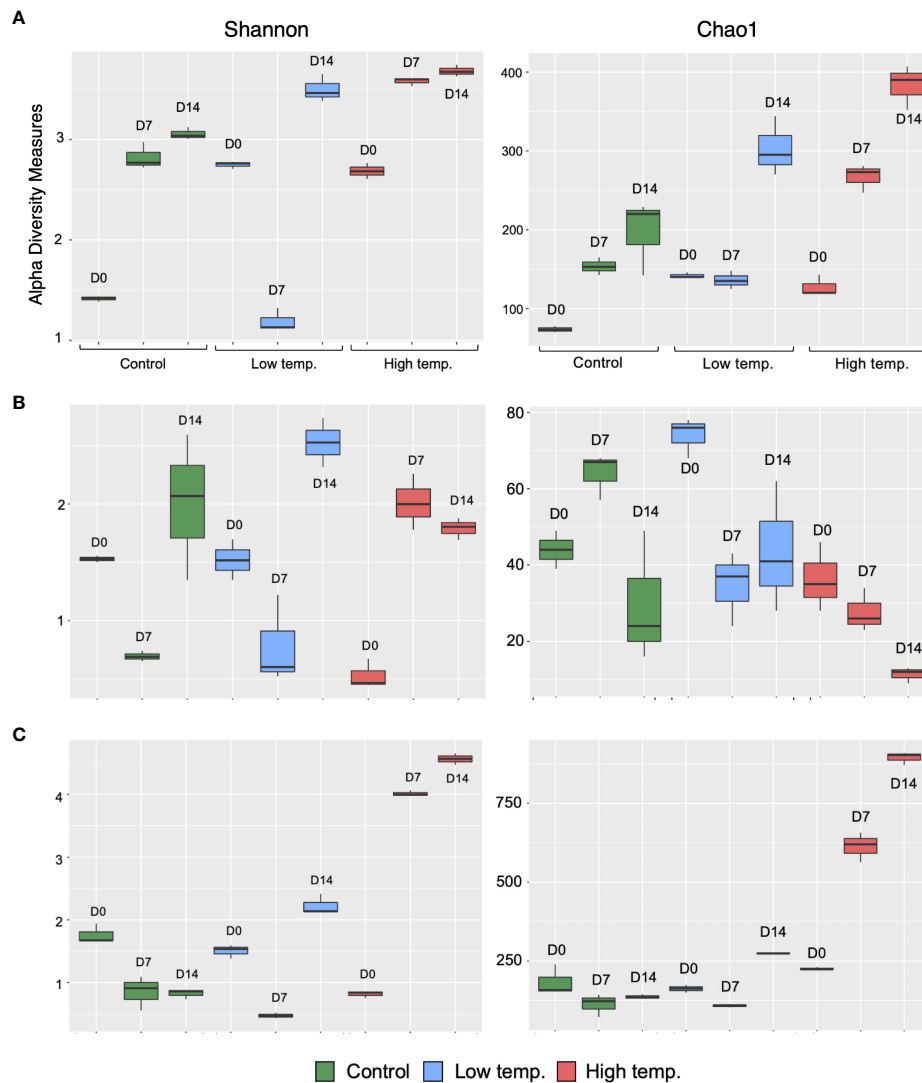 A
Shannon
Chao1
Alpha Diversity Measures
3
2
1
D0
D7
D14
D0
D7
D14
D0
D7
D14
Control
Low temp.
High temp.
400
300
200
100
D0
D7
D14
D0
D7
D14
D0
D7
D14
Control
Low temp.
High temp.
B
2
1
D0
D7
D14
D0
D7
D14
D0
D7
D14
80
60
40
20
D0
D7
D14
D0
D7
D14
D0
D7
D14
C
4
3
2
1
D0
D7
D14
D0
D7
D14
D0
D7
D14
750
500
250
D0
D7
D14
D0
D7
D14
D0
D7
D14
Control
Low temp.
High temp.